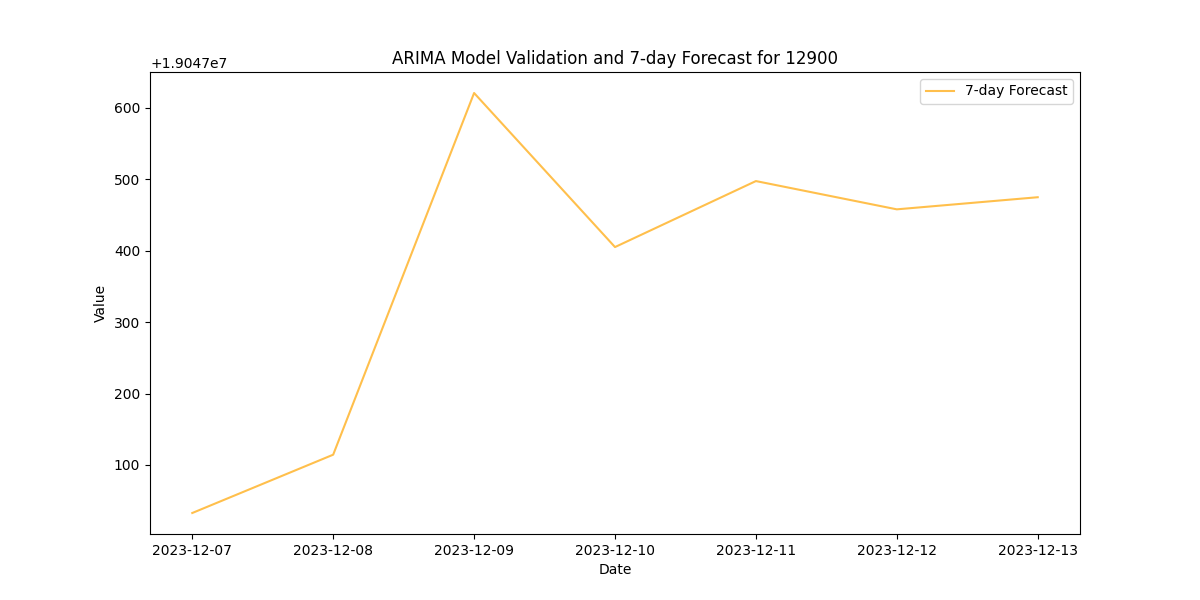 ARIMA Model Validation and 7-day Forecast for 12900
+1.9047e7
7-day Forecast
600
500
400
300
200
100
Value
2023-12-07 2023-12-08 2023-12-09 2023-12-10 2023-12-11 2023-12-12 2023-12-13
Date